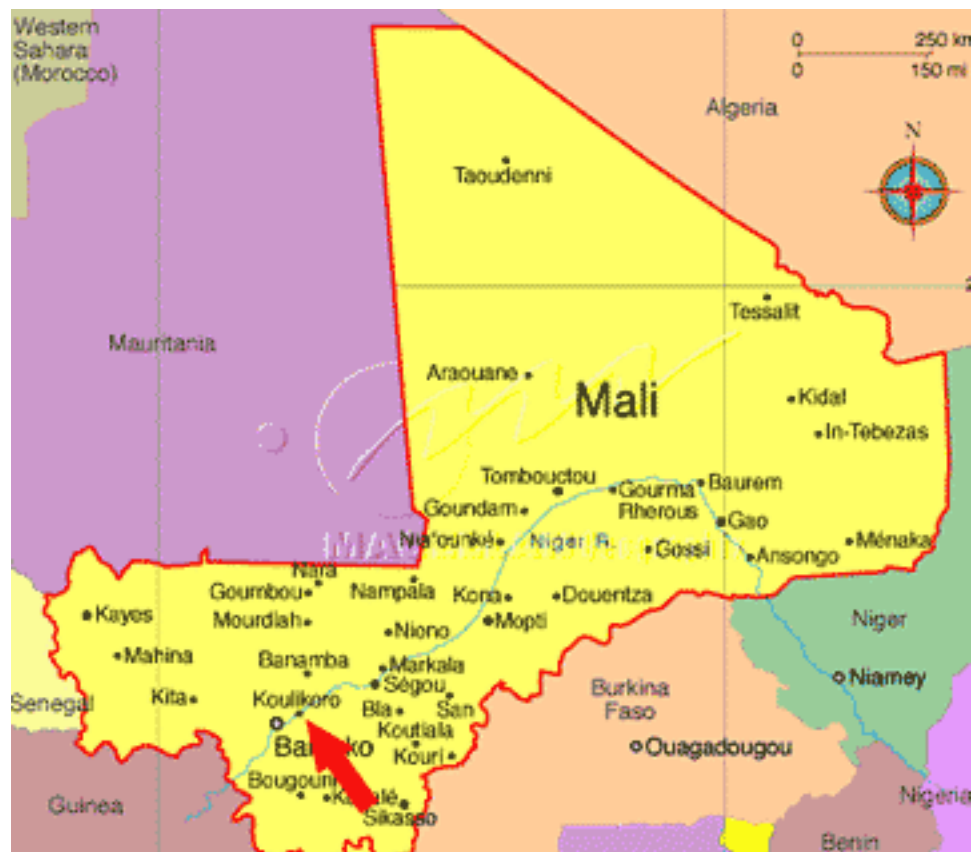 Western
Sahara
(Morocco)
0 250 km
0 150 mi
Algeria
N
Taoudenni
Tessalit
Mauritania
Araouane
Mali
Kidal
In-Tebezas
Tombouctou
Baurem
Gourma
Rherous
Goundam
Gao
Niger R.
Gossi
Ansongo
Ménaka
Nara
Goumbou
Nampala
Kona
Douentza
Kayes
Mourdiah
Niono
Mopti
Niger
Mahina
Banamba
Markala
Ségou
Niamey
Senegal
Kita
Koulikoro
Bla
San
Burkina
Faso
Koutiala
Kouri
Ouagadougou
Guinea
Sikasso
Nigeria
Benin